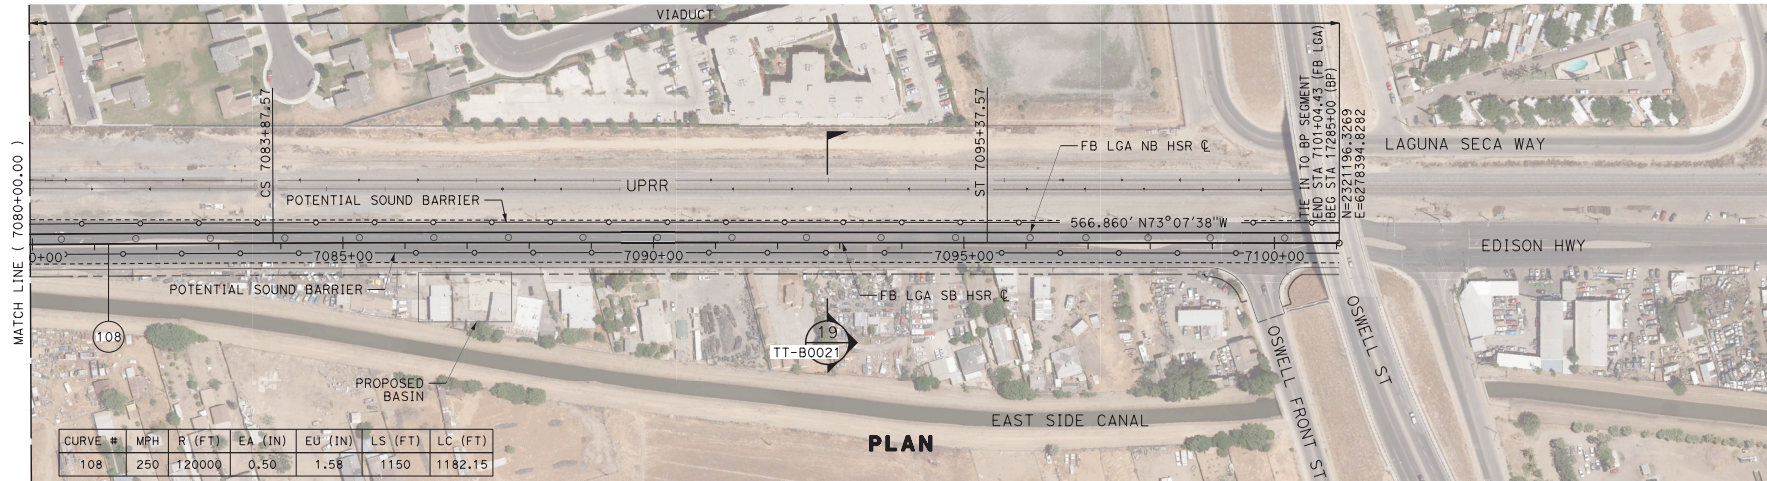 VIADUCT
MATCH LINE ( 7080+00.00 )
CS 7083+87.57
ST 7095+37.57
FB LGA NB HSR ℄
TIE IN TO BP SEGMENT
END STA 7101+04.43 (FB LGA)
BEG STA 17285+00 (BP)
N=2321196.3269
E=6278394.8282
LAGUNA SECA WAY
UPRR
POTENTIAL SOUND BARRIER
566.860' N73°07'38"W
EDISON HWY
0+00
7085+00
7090+00
7095+00
7100+00
POTENTIAL SOUND BARRIER
FB LGA SB HSR ℄
108
19
TT-B0021
OSWELL ST
OSWELL FRONT ST
PROPOSED
BASIN
EAST SIDE CANAL
PLAN
CURVE # MPH R (FT) EA (IN) EU (IN) LS (FT) LC (FT)
108 250 120000 0.50 1.58 1150 1182.15